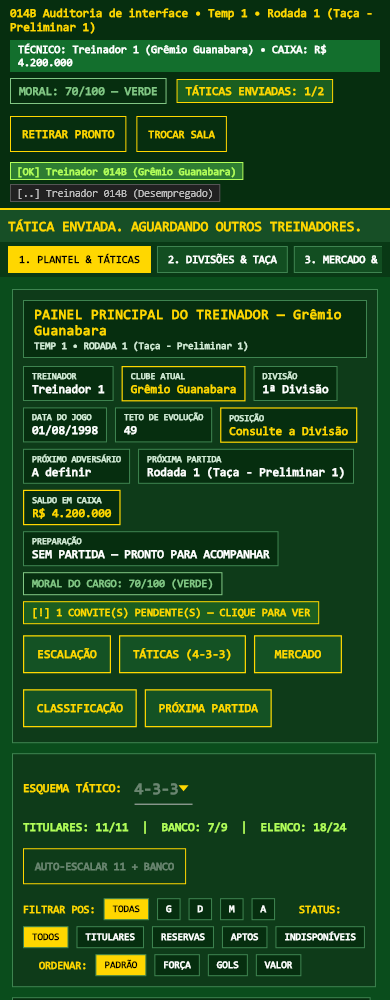 014B Auditoria de interface • Temp 1 • Rodada 1 (Taça -
Preliminar 1)
TÉCNICO: Treinador 1 (Grêmio Guanabara) • CAIXA: R$
4.200.000
MORAL: 70/100 — VERDE
TÁTICAS ENVIADAS: 1/2
RETIRAR PRONTO
TROCAR SALA
[OK] Treinador 014B (Grêmio Guanabara)
[..] Treinador 014B (Desempregado)
TÁTICA ENVIADA. AGUARDANDO OUTROS TREINADORES.
1. PLANTEL & TÁTICAS
2. DIVISÕES & TAÇA
3. MERCADO &
PAINEL PRINCIPAL DO TREINADOR — Grêmio
Guanabara
TEMP 1 • RODADA 1 (Taça - Preliminar 1)
TREINADOR
Treinador 1
CLUBE ATUAL
Grêmio Guanabara
DIVISÃO
1ª Divisão
DATA DO JOGO
01/08/1998
TETO DE EVOLUÇÃO
49
POSIÇÃO
Consulte a Divisão
PRÓXIMO ADVERSÁRIO
A definir
PRÓXIMA PARTIDA
Rodada 1 (Taça - Preliminar 1)
SALDO EM CAIXA
R$ 4.200.000
PREPARAÇÃO
SEM PARTIDA — PRONTO PARA ACOMPANHAR
MORAL DO CARGO: 70/100 (VERDE)
[!] 1 CONVITE(S) PENDENTE(S) — CLIQUE PARA VER
ESCALAÇÃO
TÁTICAS (4-3-3)
MERCADO
CLASSIFICAÇÃO
PRÓXIMA PARTIDA
ESQUEMA TÁTICO: 4-3-3
TITULARES: 11/11 | BANCO: 7/9 | ELENCO: 18/24
AUTO-ESCALAR 11 + BANCO
FILTRAR POS: TODAS G D M A STATUS:
TODOS TITULARES RESERVAS APTOS INDISPONÍVEIS
ORDENAR: PADRÃO FORÇA GOLS VALOR